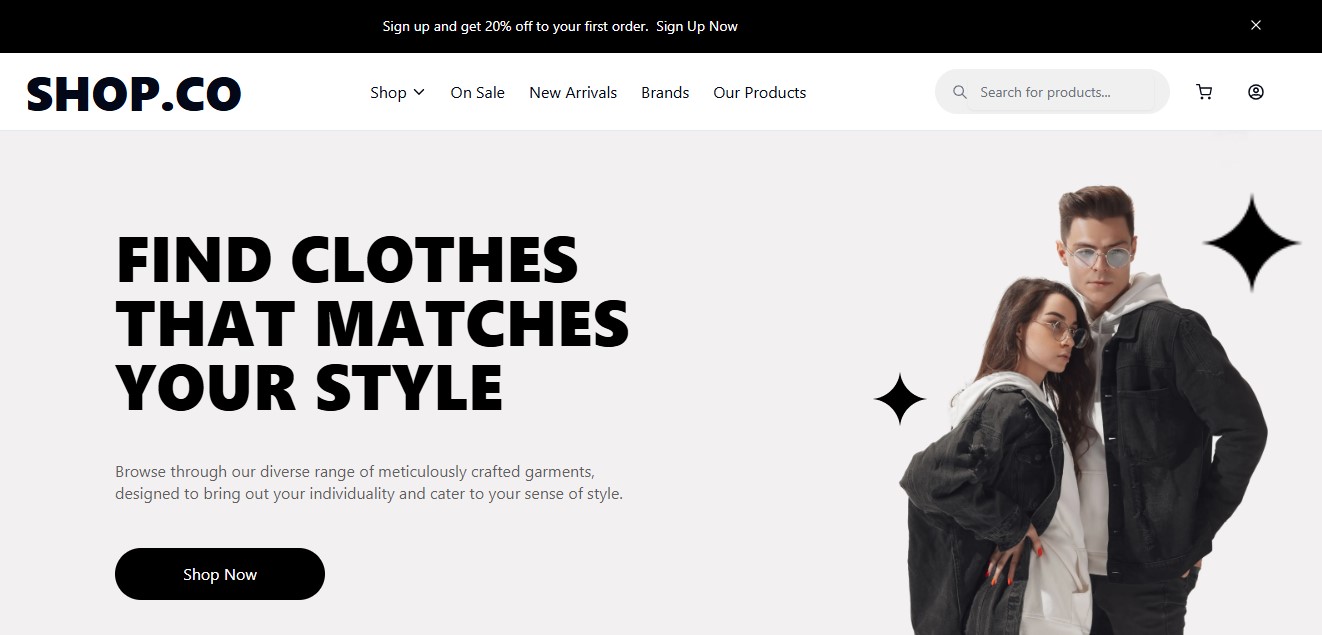 Sign up and get 20% off to your first order. Sign Up Now
SHOP.CO
Shop
On Sale
New Arrivals
Brands
Our Products
Search for products...
FIND CLOTHES
THAT MATCHES
YOUR STYLE
Browse through our diverse range of meticulously crafted garments,
designed to bring out your individuality and cater to your sense of style.
Shop Now